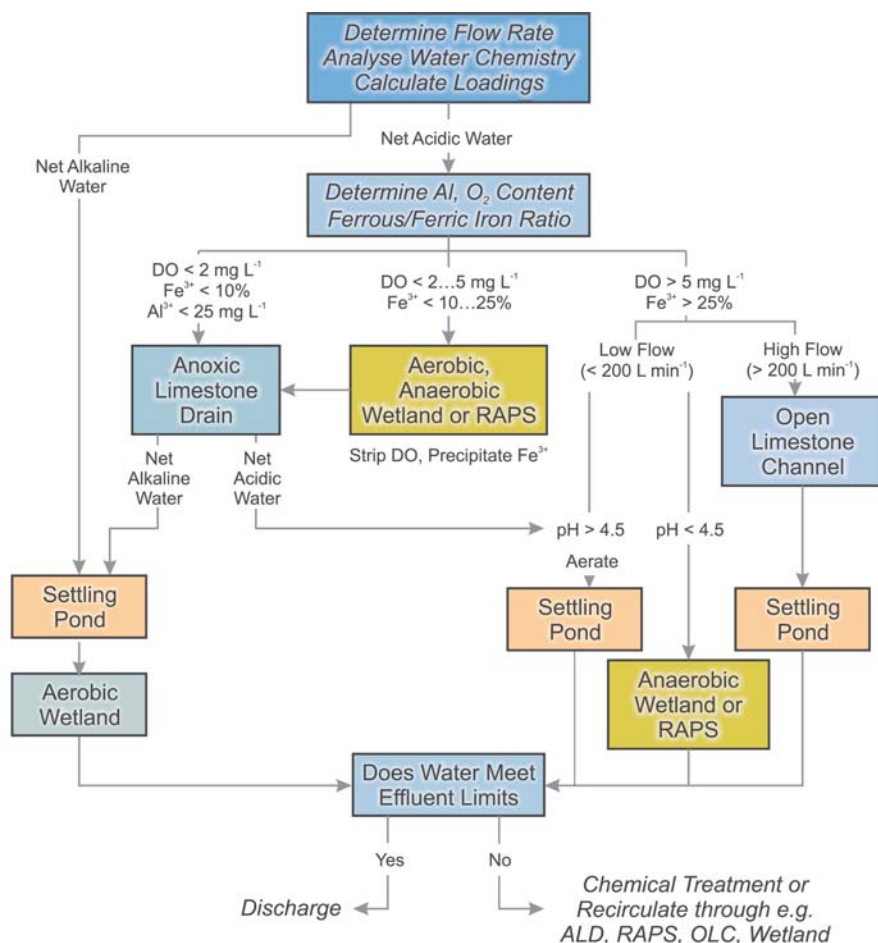 Determine Flow Rate
Analyse Water Chemistry
Calculate Loadings
Net Alkaline
Water
Net Acidic Water
Determine Al, O₂ Content
Ferrous/Ferric Iron Ratio
DO < 2 mg L⁻¹
Fe³⁺ < 10%
Al³⁺ < 25 mg L⁻¹
DO < 2...5 mg L⁻¹
Fe³⁺ < 10...25%
DO > 5 mg L⁻¹
Fe³⁺ > 25%
Low Flow
(< 200 L min⁻¹)
High Flow
(> 200 L min⁻¹)
Anoxic
Limestone
Drain
Aerobic,
Anaerobic
Wetland or RAPS
Strip DO, Precipitate Fe³⁺
Open
Limestone
Channel
Net
Alkaline
Water
Net
Acidic
Water
pH > 4.5
pH < 4.5
Aerate
Settling
Pond
Settling
Pond
Settling
Pond
Aerobic
Wetland
Anaerobic
Wetland or
RAPS
Does Water Meet
Effluent Limits
Yes
No
Discharge
Chemical Treatment or
Recirculate through e.g.
ALD, RAPS, OLC, Wetland